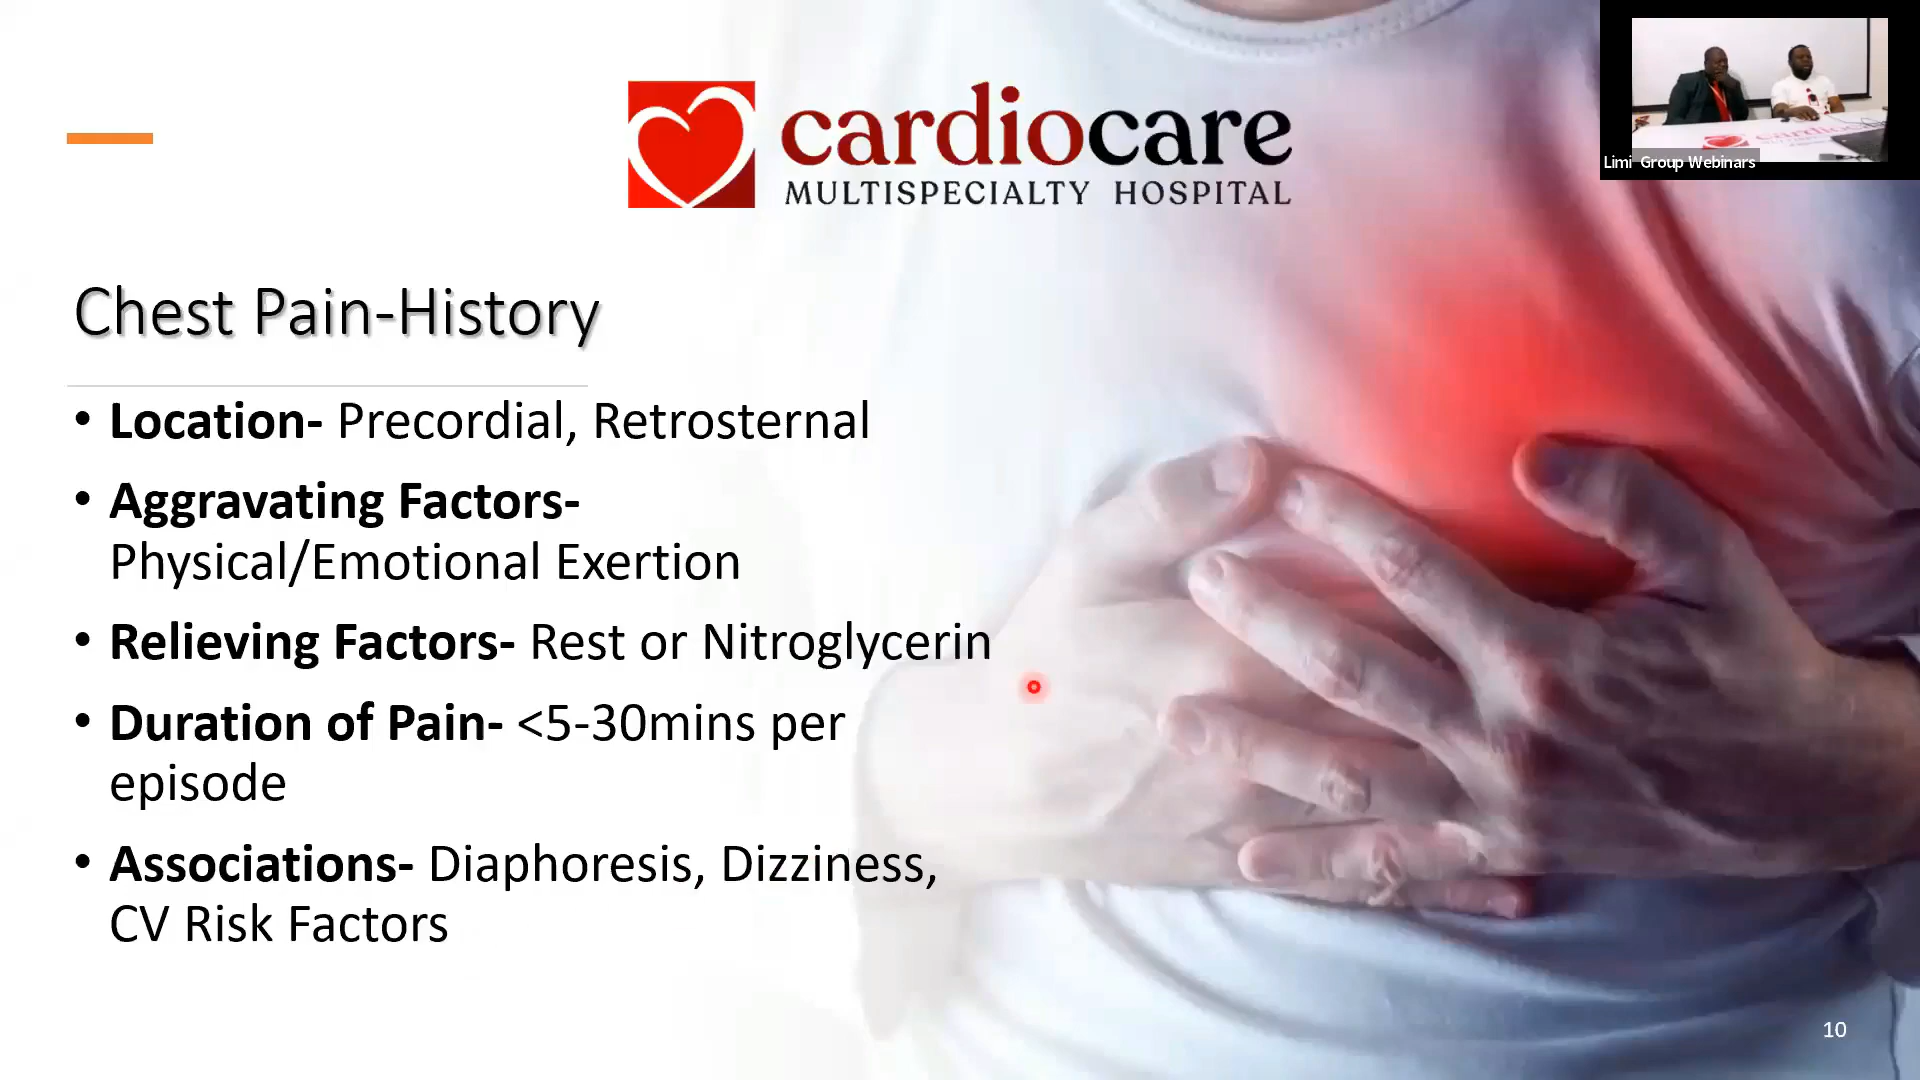 cardiocare
MULTISPECIALTY HOSPITAL
Limi Group Webinars
Chest Pain-History
• Location- Precordial, Retrosternal
• Aggravating Factors-
Physical/Emotional Exertion
• Relieving Factors- Rest or Nitroglycerin
• Duration of Pain- <5-30mins per
episode
• Associations- Diaphoresis, Dizziness,
CV Risk Factors
10